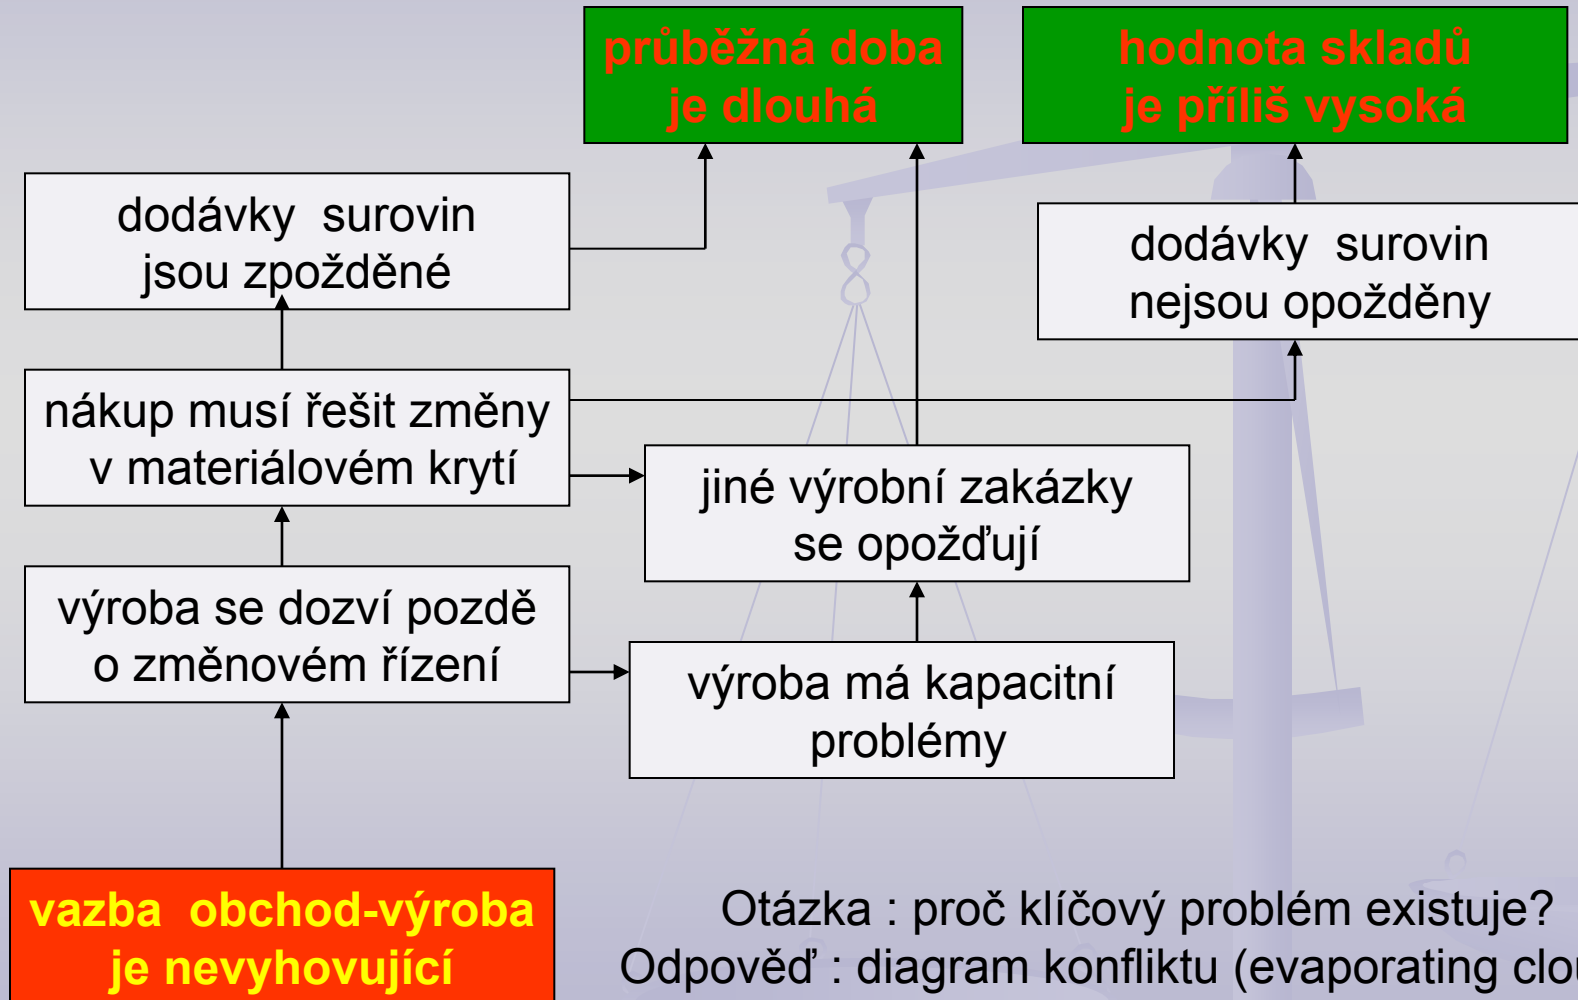 průběžná doba
je dlouhá
hodnota skladů
je příliš vysoká
dodávky surovin
jsou zpožděné
dodávky surovin
nejsou opožděny
nákup musí řešit změny
v materiálovém krytí
jiné výrobní zakázky
se opožďují
výroba se dozví pozdě
o změnovém řízení
výroba má kapacitní
problémy
vazba obchod-výroba
je nevyhovující
Otázka : proč klíčový problém existuje?
Odpověď : diagram konfliktu (evaporating